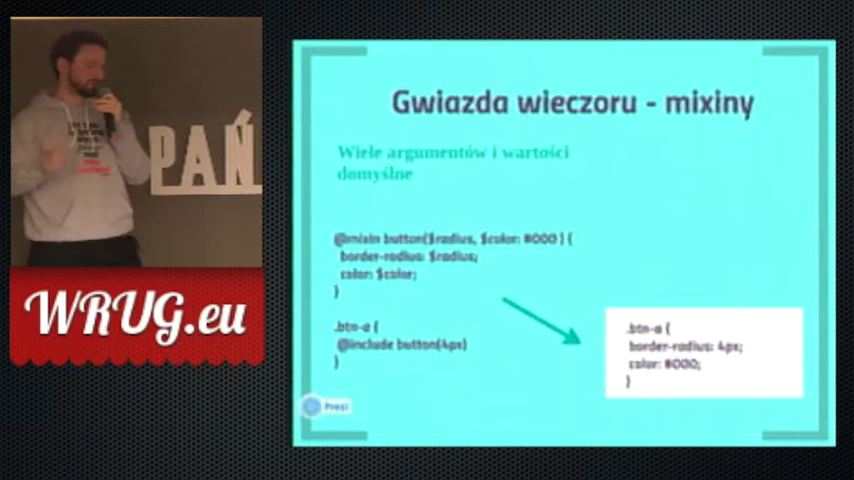 PAŃ
WRUG.eu
Gwiazda wieczoru - mixiny
Wiele argumentów i wartości
domyślne
@mixin button($radius, $color: #000 ) {
border-radius: $radius;
color: $color;
}
.btn-a {
@include button(4px)
}
.btn-a {
border-radius: 4px;
color: #000;
}
Prezi